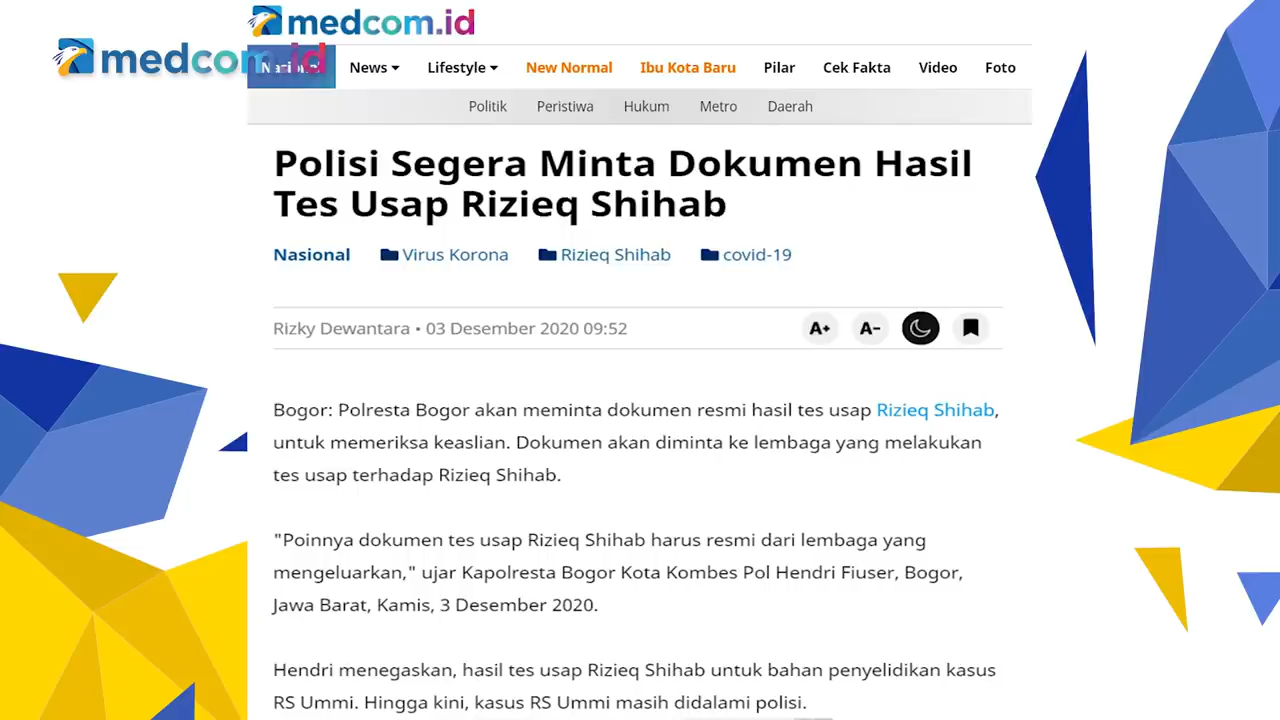 medcom.id
medcom.id
Nasional News Lifestyle New Normal Ibu Kota Baru Pilar Cek Fakta Video Foto
Politik Peristiwa Hukum Metro Daerah
Polisi Segera Minta Dokumen Hasil
Tes Usap Rizieq Shihab
Nasional Virus Korona Rizieq Shihab covid-19
Rizky Dewantara • 03 Desember 2020 09:52 A+ A-
Bogor: Polresta Bogor akan meminta dokumen resmi hasil tes usap Rizieq Shihab,
untuk memeriksa keaslian. Dokumen akan diminta ke lembaga yang melakukan
tes usap terhadap Rizieq Shihab.
"Poinnya dokumen tes usap Rizieq Shihab harus resmi dari lembaga yang
mengeluarkan," ujar Kapolresta Bogor Kota Kombes Pol Hendri Fiuser, Bogor,
Jawa Barat, Kamis, 3 Desember 2020.
Hendri menegaskan, hasil tes usap Rizieq Shihab untuk bahan penyelidikan kasus
RS Ummi. Hingga kini, kasus RS Ummi masih didalami polisi.